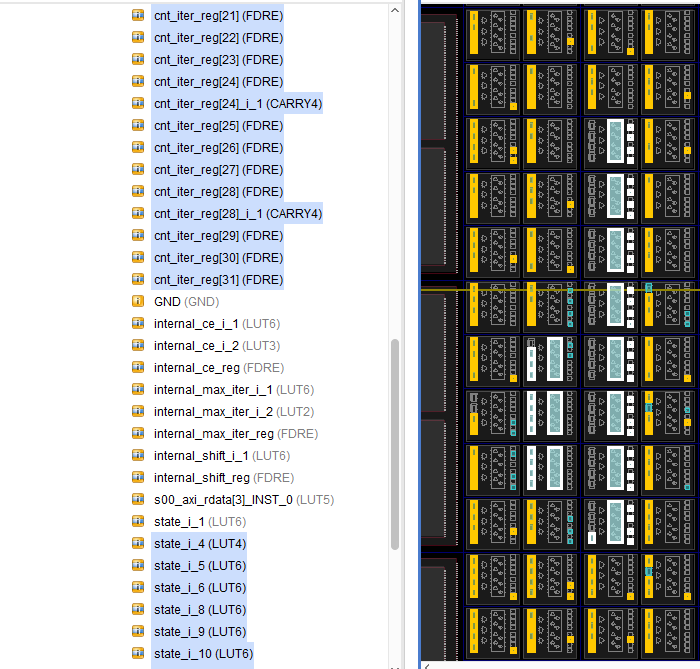 cnt_iter_reg[21] (FDRE)
cnt_iter_reg[22] (FDRE)
cnt_iter_reg[23] (FDRE)
cnt_iter_reg[24] (FDRE)
cnt_iter_reg[24]_i_1 (CARRY4)
cnt_iter_reg[25] (FDRE)
cnt_iter_reg[26] (FDRE)
cnt_iter_reg[27] (FDRE)
cnt_iter_reg[28] (FDRE)
cnt_iter_reg[28]_i_1 (CARRY4)
cnt_iter_reg[29] (FDRE)
cnt_iter_reg[30] (FDRE)
cnt_iter_reg[31] (FDRE)
GND (GND)
internal_ce_i_1 (LUT6)
internal_ce_i_2 (LUT3)
internal_ce_reg (FDRE)
internal_max_iter_i_1 (LUT6)
internal_max_iter_i_2 (LUT2)
internal_max_iter_reg (FDRE)
internal_shift_i_1 (LUT6)
internal_shift_reg (FDRE)
s00_axi_rdata[3]_INST_0 (LUT5)
state_i_1 (LUT6)
state_i_4 (LUT4)
state_i_5 (LUT6)
state_i_6 (LUT6)
state_i_8 (LUT6)
state_i_9 (LUT6)
state_i_10 (LUT6)